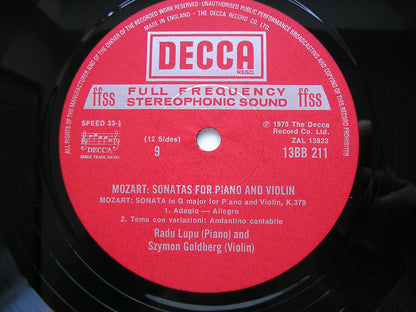 ALL RIGHTS OF THE MANUFACTURER AND OF THE OWNER OF THE RECORDED WORK RESERVED · UNAUTHORISED PUBLIC PERFORMANCE BROADCASTING AND COPYING OF THIS RECORD PROHIBITED
MADE IN ENGLAND · THE DECCA RECORD CO. LTD.
DECCA
REGD.
ffss FULL FREQUENCY ffss
STEREOPHONIC SOUND
SPEED 33⅓
DECCA
(12 Sides)
9
℗ 1975 The Decca
Record Co. Ltd.
ZAL 13923
13BB 211
MOZART: SONATAS FOR PIANO AND VIOLIN
MOZART: SONATA in G major for Piano and Violin, K.379
1. Adagio — Allegro
2. Tema con variazioni: Andantino cantabile
Radu Lupu (Piano) and
Szymon Goldberg (Violin)